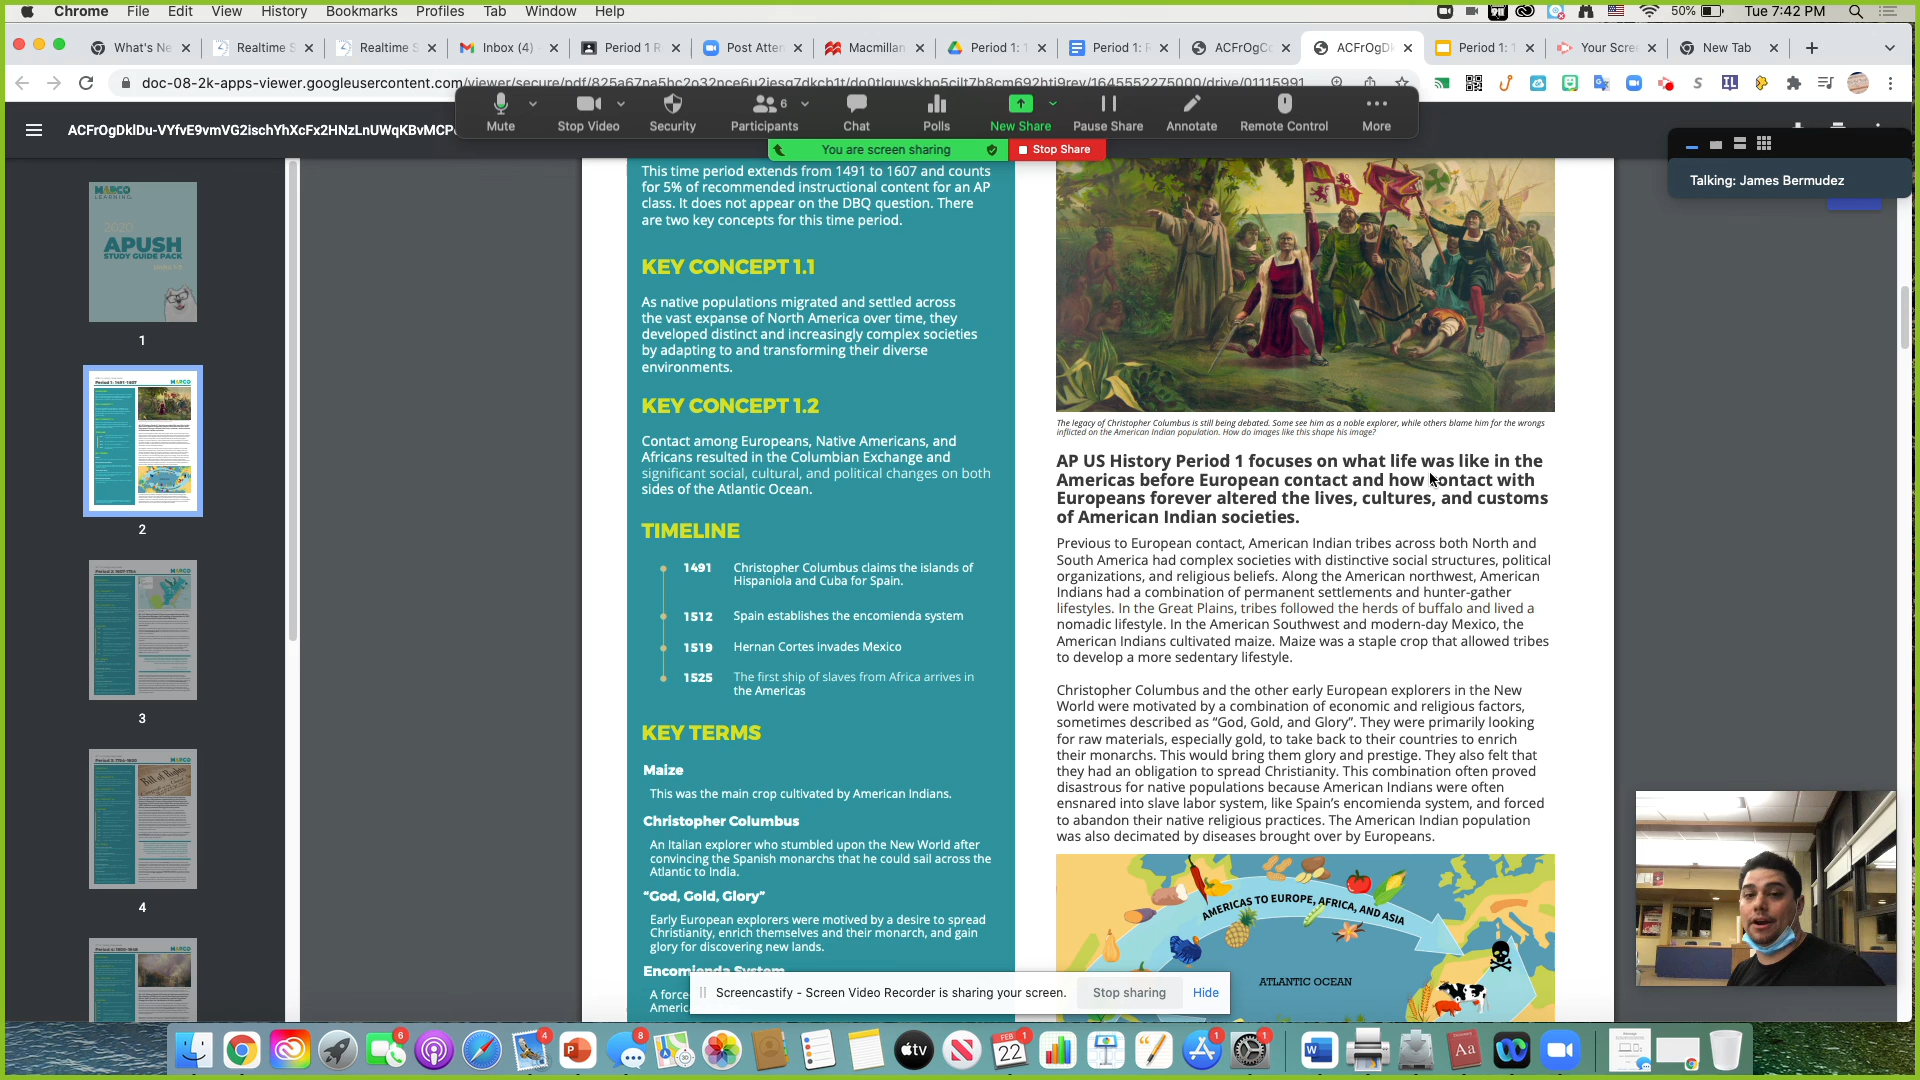 Chrome File Edit View History Bookmarks Profiles Tab Window Help
50% Tue 7:42 PM
What's Ne
Realtime S
Realtime S
Inbox (4)
Period 1 R
Post Atten
Macmillan
Period 1: 1
Period 1: R
ACFrOgCc
ACFrOgDk
Period 1: 1
Your Scree
New Tab
ACFrOgDklDu-VYfvE9vmVG2ischYhXcFx2HNzLnUWqKBvMCP
Mute
Stop Video
Security
6
Participants
Chat
Polls
New Share
Pause Share
Annotate
Remote Control
More
You are screen sharing
Stop Share
Talking: James Bermudez
MARCO
LEARNING
2020
APUSH
STUDY GUIDE PACK
1
2
3
4
This time period extends from 1491 to 1607 and counts
for 5% of recommended instructional content for an AP
class. It does not appear on the DBQ question. There
are two key concepts for this time period.
KEY CONCEPT 1.1
As native populations migrated and settled across
the vast expanse of North America over time, they
developed distinct and increasingly complex societies
by adapting to and transforming their diverse
environments.
KEY CONCEPT 1.2
Contact among Europeans, Native Americans, and
Africans resulted in the Columbian Exchange and
significant social, cultural, and political changes on both
sides of the Atlantic Ocean.
TIMELINE
1491 Christopher Columbus claims the islands of
Hispaniola and Cuba for Spain.
1512 Spain establishes the encomienda system
1519 Hernan Cortes invades Mexico
1525 The first ship of slaves from Africa arrives in
the Americas
KEY TERMS
Maize
This was the main crop cultivated by American Indians.
Christopher Columbus
An Italian explorer who stumbled upon the New World after
convincing the Spanish monarchs that he could sail across the
Atlantic to India.
"God, Gold, Glory"
Early European explorers were motived by a desire to spread
Christianity, enrich themselves and their monarch, and gain
glory for discovering new lands.
Encomienda System
A force
Americ
The legacy of Christopher Columbus is still being debated. Some see him as a noble explorer, while others blame him for the wrongs
inflicted on the American Indian population. How do images like this shape his image?
AP US History Period 1 focuses on what life was like in the
Americas before European contact and how contact with
Europeans forever altered the lives, cultures, and customs
of American Indian societies.
Previous to European contact, American Indian tribes across both North and
South America had complex societies with distinctive social structures, political
organizations, and religious beliefs. Along the American northwest, American
Indians had a combination of permanent settlements and hunter-gather
lifestyles. In the Great Plains, tribes followed the herds of buffalo and lived a
nomadic lifestyle. In the American Southwest and modern-day Mexico, the
American Indians cultivated maize. Maize was a staple crop that allowed tribes
to develop a more sedentary lifestyle.
Christopher Columbus and the other early European explorers in the New
World were motivated by a combination of economic and religious factors,
sometimes described as "God, Gold, and Glory". They were primarily looking
for raw materials, especially gold, to take back to their countries to enrich
their monarchs. This would bring them glory and prestige. They also felt that
they had an obligation to spread Christianity. This combination often proved
disastrous for native populations because American Indians were often
ensnared into slave labor system, like Spain's encomienda system, and forced
to abandon their native religious practices. The American Indian population
was also decimated by diseases brought over by Europeans.
AMERICAS TO EUROPE, AFRICA, AND ASIA
ATLANTIC OCEAN
Screencastify - Screen Video Recorder is sharing your screen.
Stop sharing
Hide